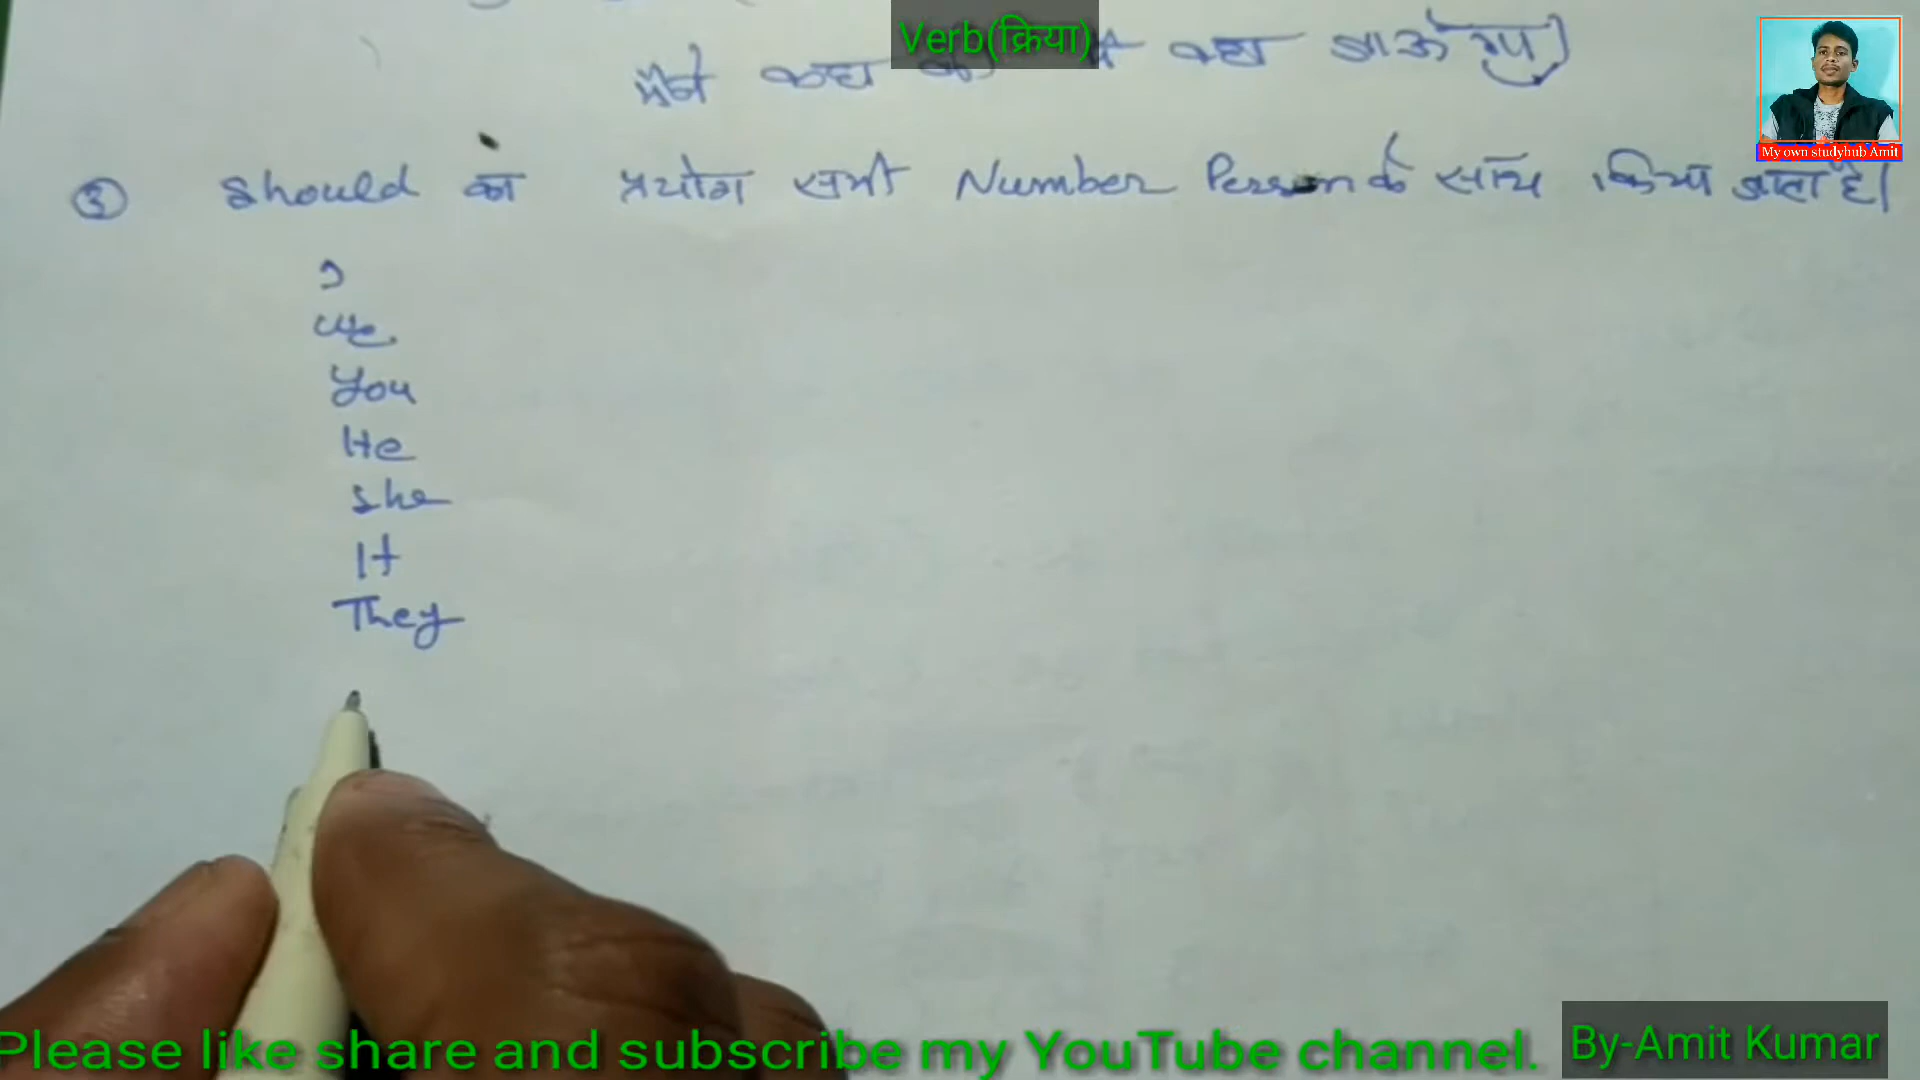 Verb(क्रिया)
मैंने कहा मैं वहा जाऊँगा)
My own studyhub Amit
③ Should का प्रयोग सभी Number Person के साथ किया जाता है।
I
We
You
He
She
It
They
Please like share and subscribe my YouTube channel.
By-Amit Kumar